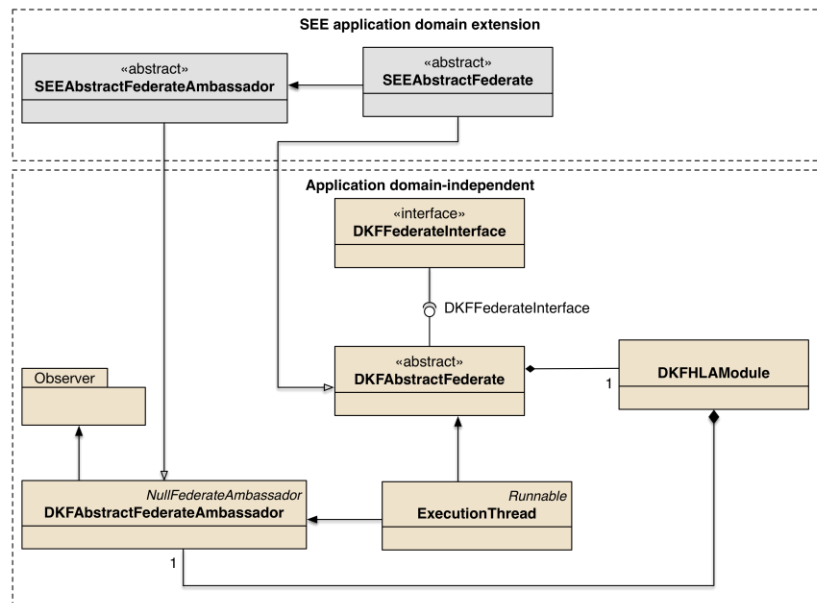 SEE application domain extension
«abstract»
SEEAbstractFederateAmbassador
«abstract»
SEEAbstractFederate
Application domain-independent
«interface»
DKFFederateInterface
DKFFederateInterface
Observer
«abstract»
DKFAbstractFederate
1
DKFHLAModule
NullFederateAmbassador
DKFAbstractFederateAmbassador
Runnable
ExecutionThread
1